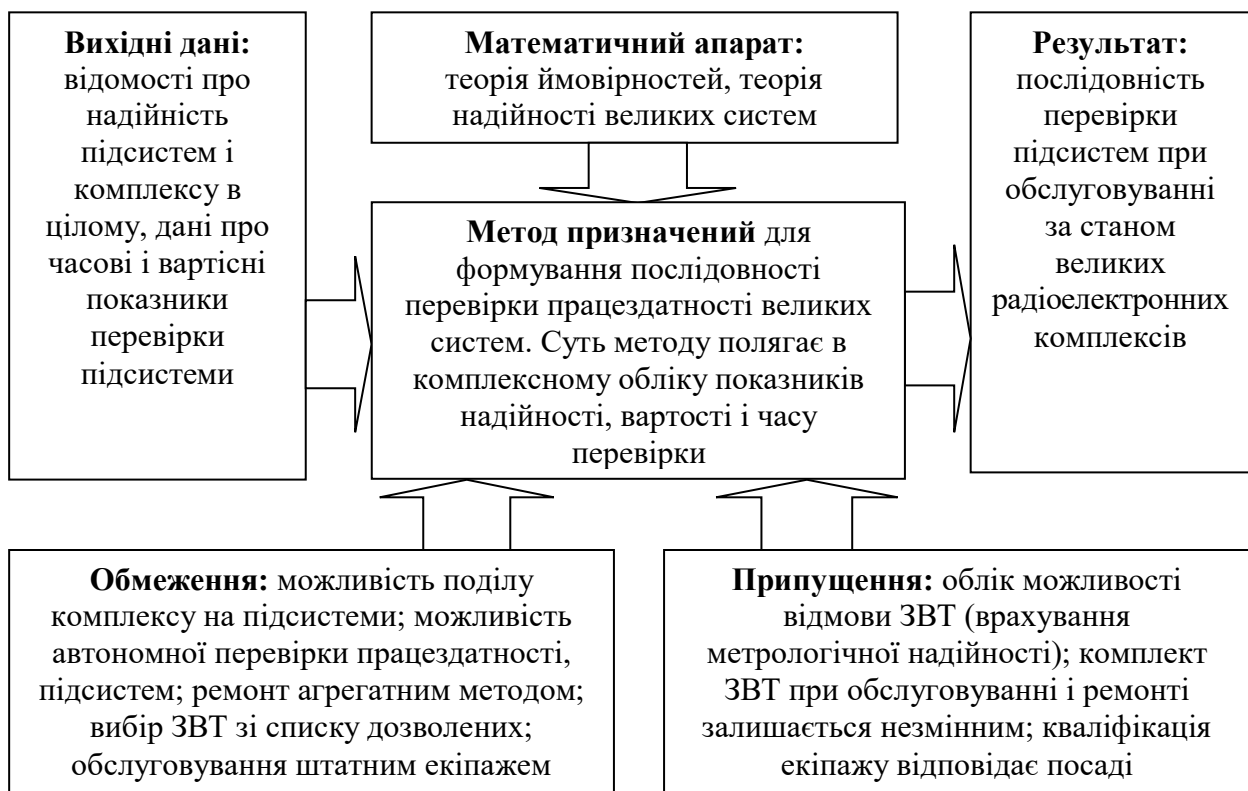 Вихідні дані:
відомості про
надійність
підсистем і
комплексу в
цілому, дані про
часові і вартісні
показники
перевірки
підсистеми
Математичний апарат:
теорія ймовірностей, теорія
надійності великих систем
Метод призначений для
формування послідовності
перевірки працездатності великих
систем. Суть методу полягає в
комплексному обліку показників
надійності, вартості і часу
перевірки
Результат:
послідовність
перевірки
підсистем при
обслуговуванні
за станом
великих
радіоелектронних
комплексів
Обмеження: можливість поділу
комплексу на підсистеми; можливість
автономної перевірки працездатності,
підсистем; ремонт агрегатним методом;
вибір ЗВТ зі списку дозволених;
обслуговування штатним екіпажем
Припущення: облік можливості
відмови ЗВТ (врахування
метрологічної надійності); комплект
ЗВТ при обслуговуванні і ремонті
залишається незмінним; кваліфікація
екіпажу відповідає посаді